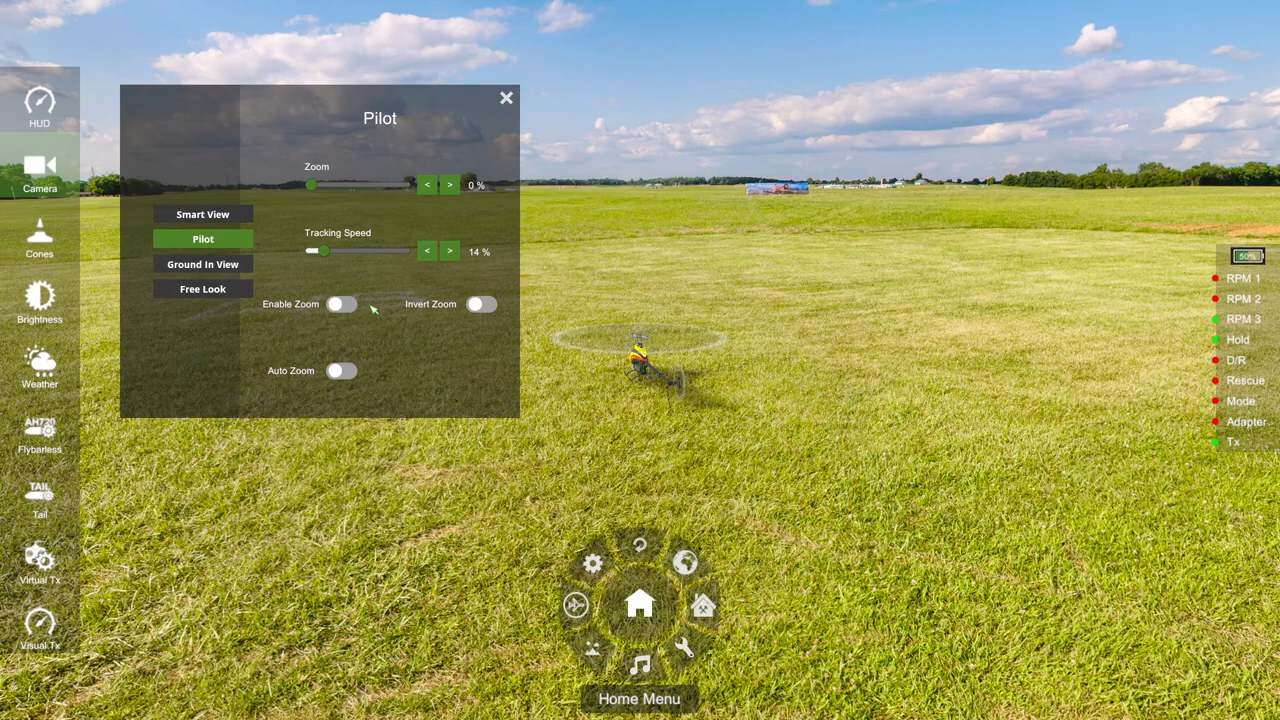 HUD
Camera
Cones
Brightness
Weather
AH720
Flybarless
TAIL
Tail
Virtual Tx
Visual Tx
Pilot
Zoom
< > 0 %
Smart View
Pilot
Ground In View
Free Look
Tracking Speed
< > 14 %
Enable Zoom
Invert Zoom
Auto Zoom
50%
RPM 1
RPM 2
RPM 3
Hold
D/R
Rescue
Mode
Adapter
Tx
Home Menu